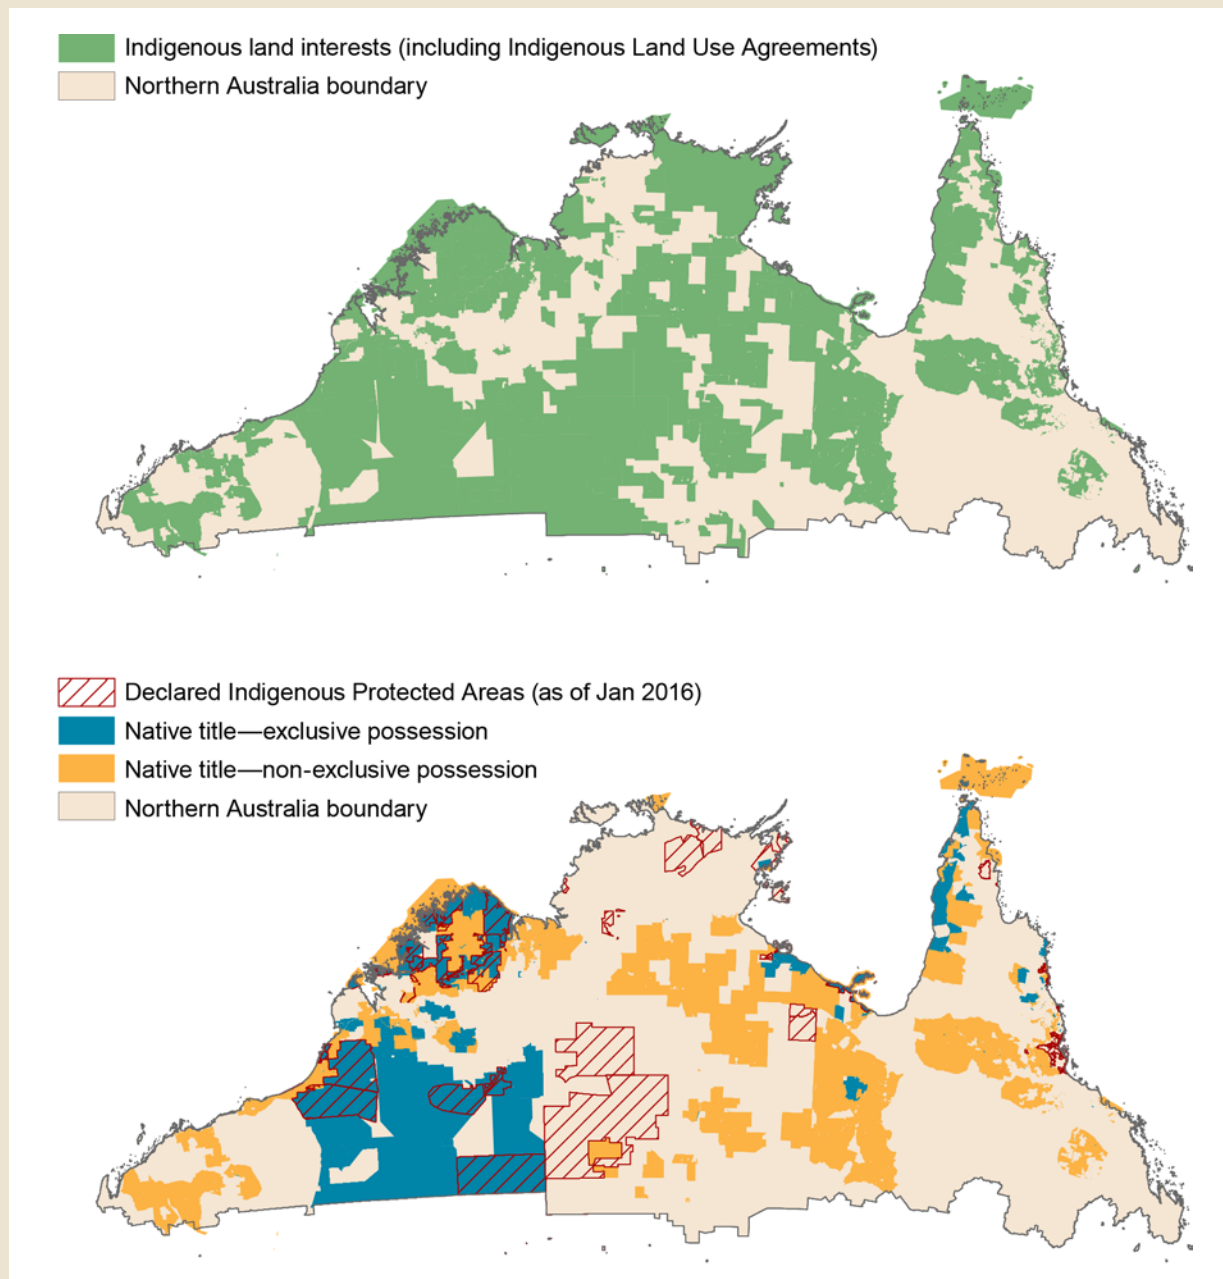 Indigenous land interests (including Indigenous Land Use Agreements)
Northern Australia boundary
Declared Indigenous Protected Areas (as of Jan 2016)
Native title—exclusive possession
Native title—non-exclusive possession
Northern Australia boundary